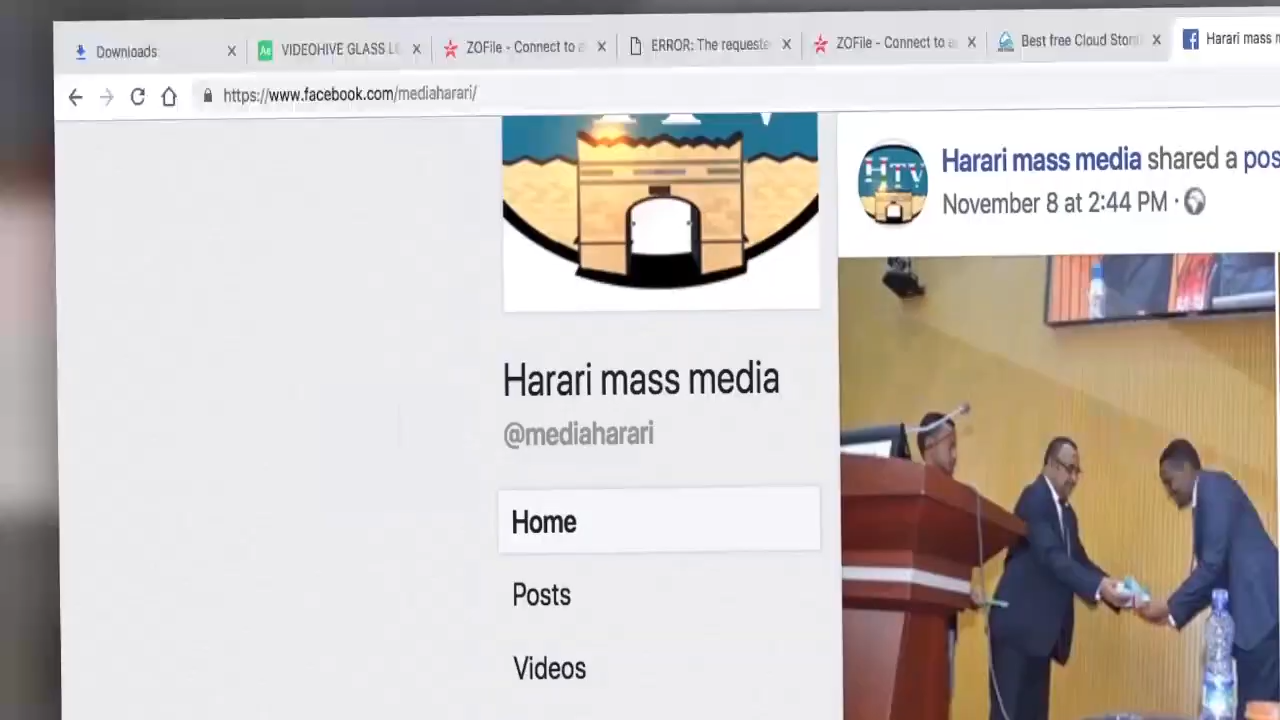 Downloads
VIDEOHIVE GLASS L
ZOFile - Connect to a
ERROR: The requeste
ZOFile - Connect to a
Best free Cloud Stor
Harari mass
https://www.facebook.com/mediaharari/
HTV
Harari mass media shared a pos
November 8 at 2:44 PM
Harari mass media
@mediaharari
Home
Posts
Videos